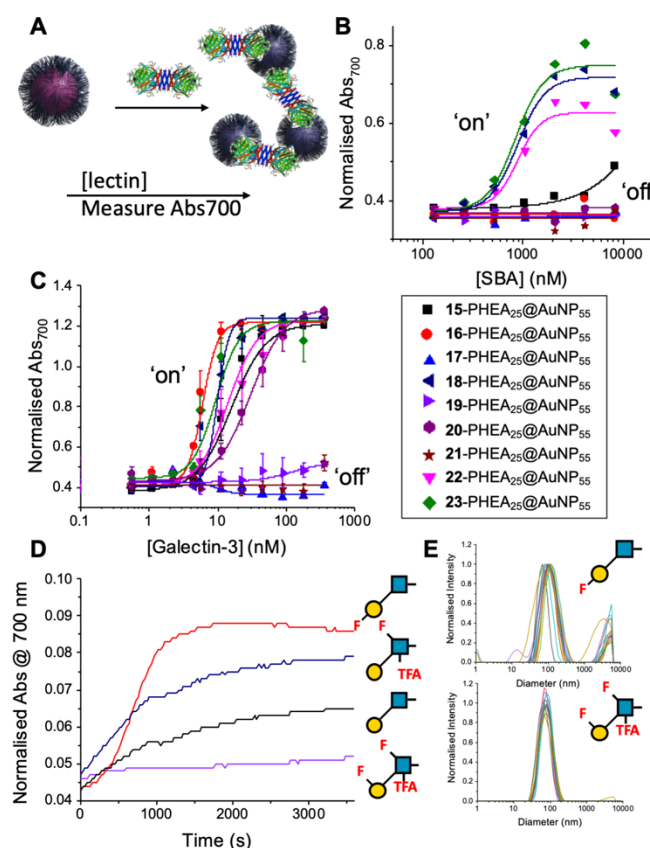 A
[lectin]
Measure Abs700
B
Normalised Abs₇₀₀
0.8
0.6
0.4
'on'
'off'
100
1000
10000
[SBA] (nM)
C
Normalised Abs₇₀₀
1.4
1.2
1.0
0.8
0.6
0.4
'on'
'off'
0.1
1
10
100
1000
[Galectin-3] (nM)
15-PHEA₂₅@AuNP₅₅
16-PHEA₂₅@AuNP₅₅
17-PHEA₂₅@AuNP₅₅
18-PHEA₂₅@AuNP₅₅
19-PHEA₂₅@AuNP₅₅
20-PHEA₂₅@AuNP₅₅
21-PHEA₂₅@AuNP₅₅
22-PHEA₂₅@AuNP₅₅
23-PHEA₂₅@AuNP₅₅
D
Normalised Abs @ 700 nm
0.10
0.09
0.08
0.07
0.06
0.05
0.04
0
1000
2000
3000
Time (s)
F
F
TFA
F
F
TFA
E
Normalised Intensity
1.2
1.0
0.8
0.6
0.4
0.2
0.0
1
10
100
1000
10000
Diameter (nm)
F
Normalised Intensity
1.2
1.0
0.8
0.6
0.4
0.2
0.0
1
10
100
1000
10000
Diameter (nm)
F
F
TFA